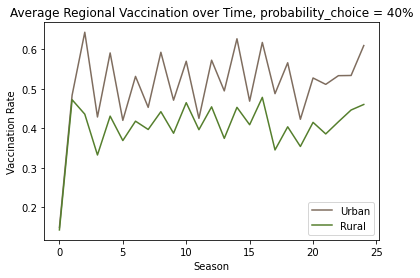 Average Regional Vaccination over Time, probability_choice = 40%
Vaccination Rate
0.6
0.5
0.4
0.3
0.2
Urban
Rural
0
5
10
15
20
25
Season